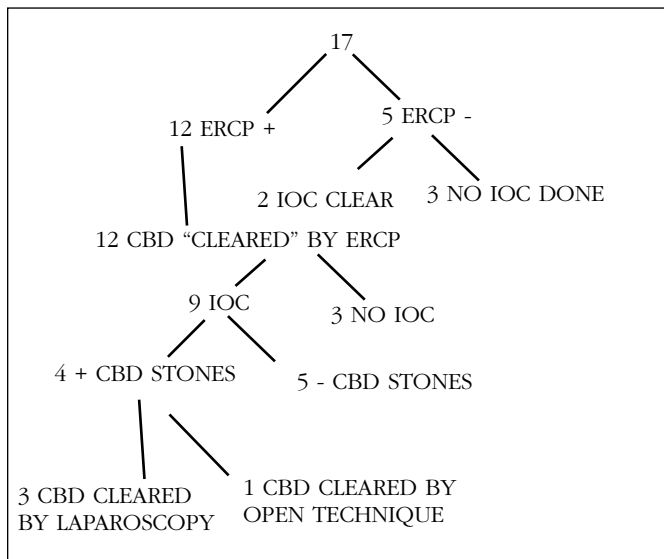 17
12 ERCP +
5 ERCP -
2 IOC CLEAR
3 NO IOC DONE
12 CBD “CLEARED” BY ERCP
9 IOC
3 NO IOC
4 + CBD STONES
5 - CBD STONES
3 CBD CLEARED
BY LAPAROSCOPY
1 CBD CLEARED BY
OPEN TECHNIQUE